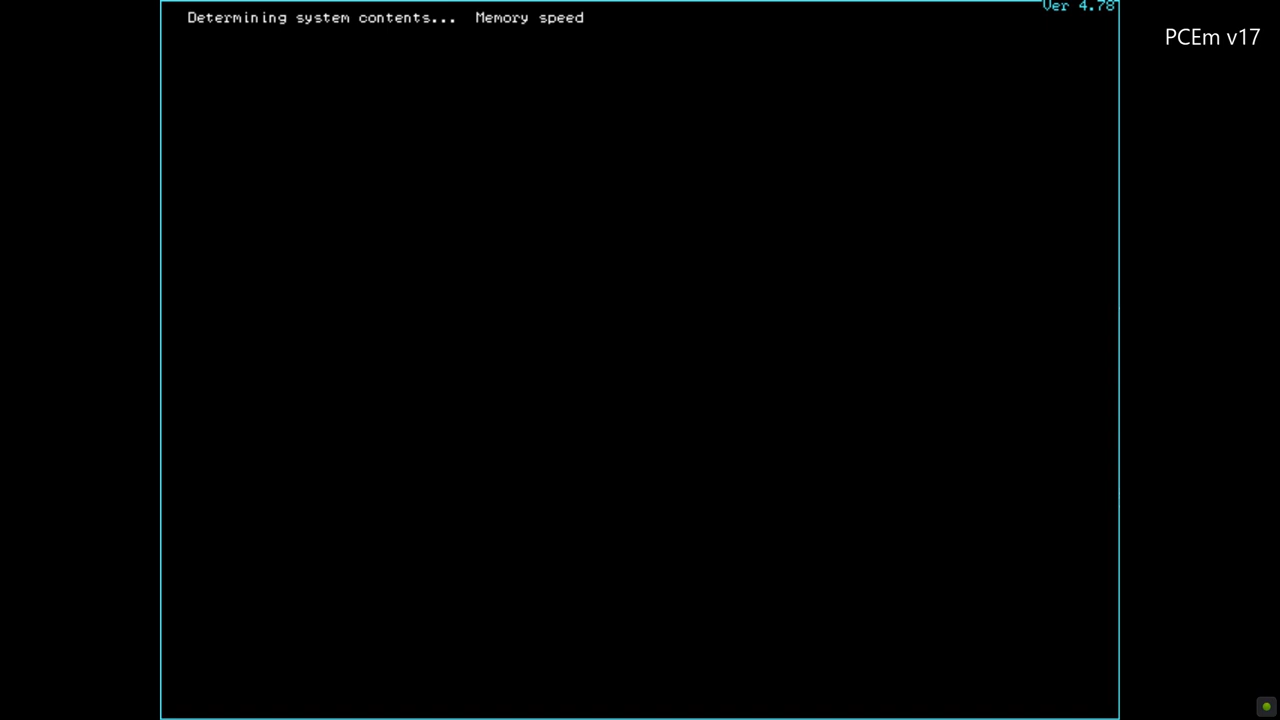 Ver 4.78
Determining system contents...  Memory speed
PCEm v17